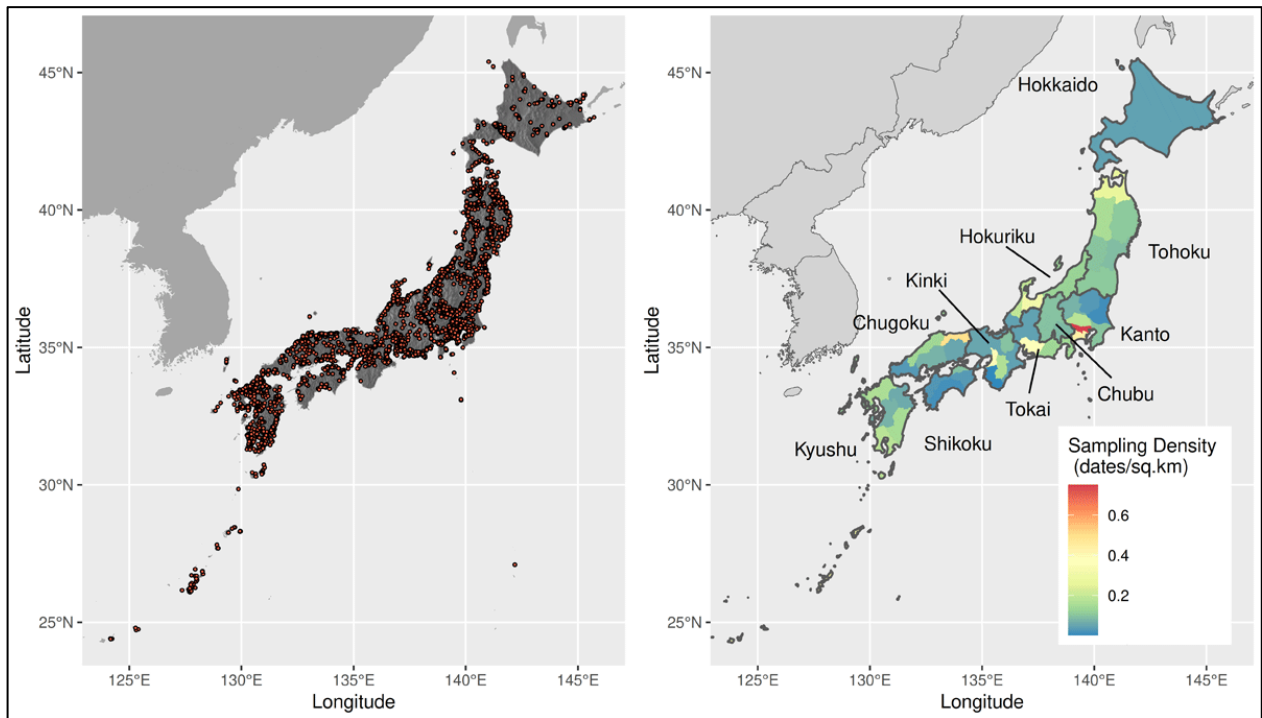 45°N
40°N
35°N
30°N
25°N
Latitude
125°E 130°E 135°E 140°E 145°E
Longitude
45°N
40°N
35°N
30°N
25°N
Latitude
Hokkaido
Hokuriku
Tohoku
Kinki
Chugoku
Kanto
Chubu
Tokai
Shikoku
Kyushu
Sampling Density
(dates/sq.km)
0.6
0.4
0.2
125°E 130°E 135°E 140°E 145°E
Longitude